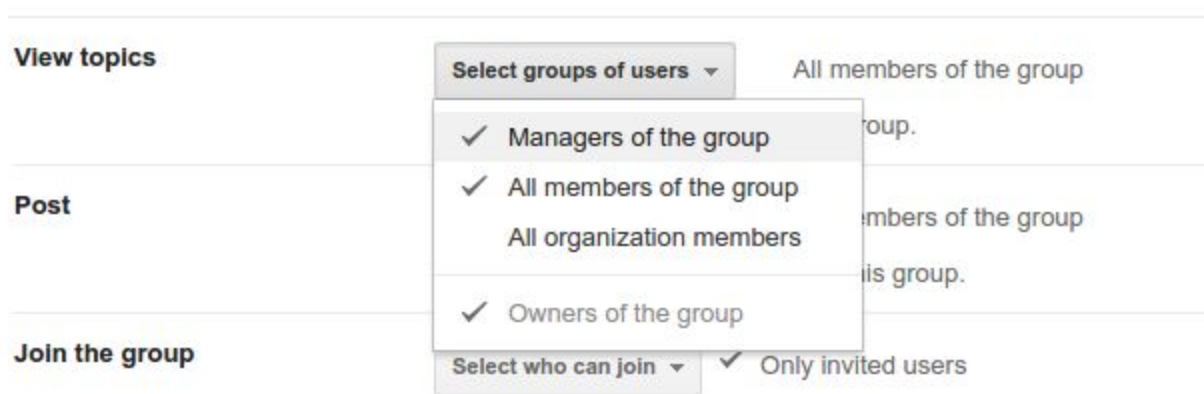 View topics
Select groups of users
All members of the group
Managers of the group
roup.
All members of the group
Post
embers of the group
All organization members
is group.
Owners of the group
Join the group
Select who can join
Only invited users